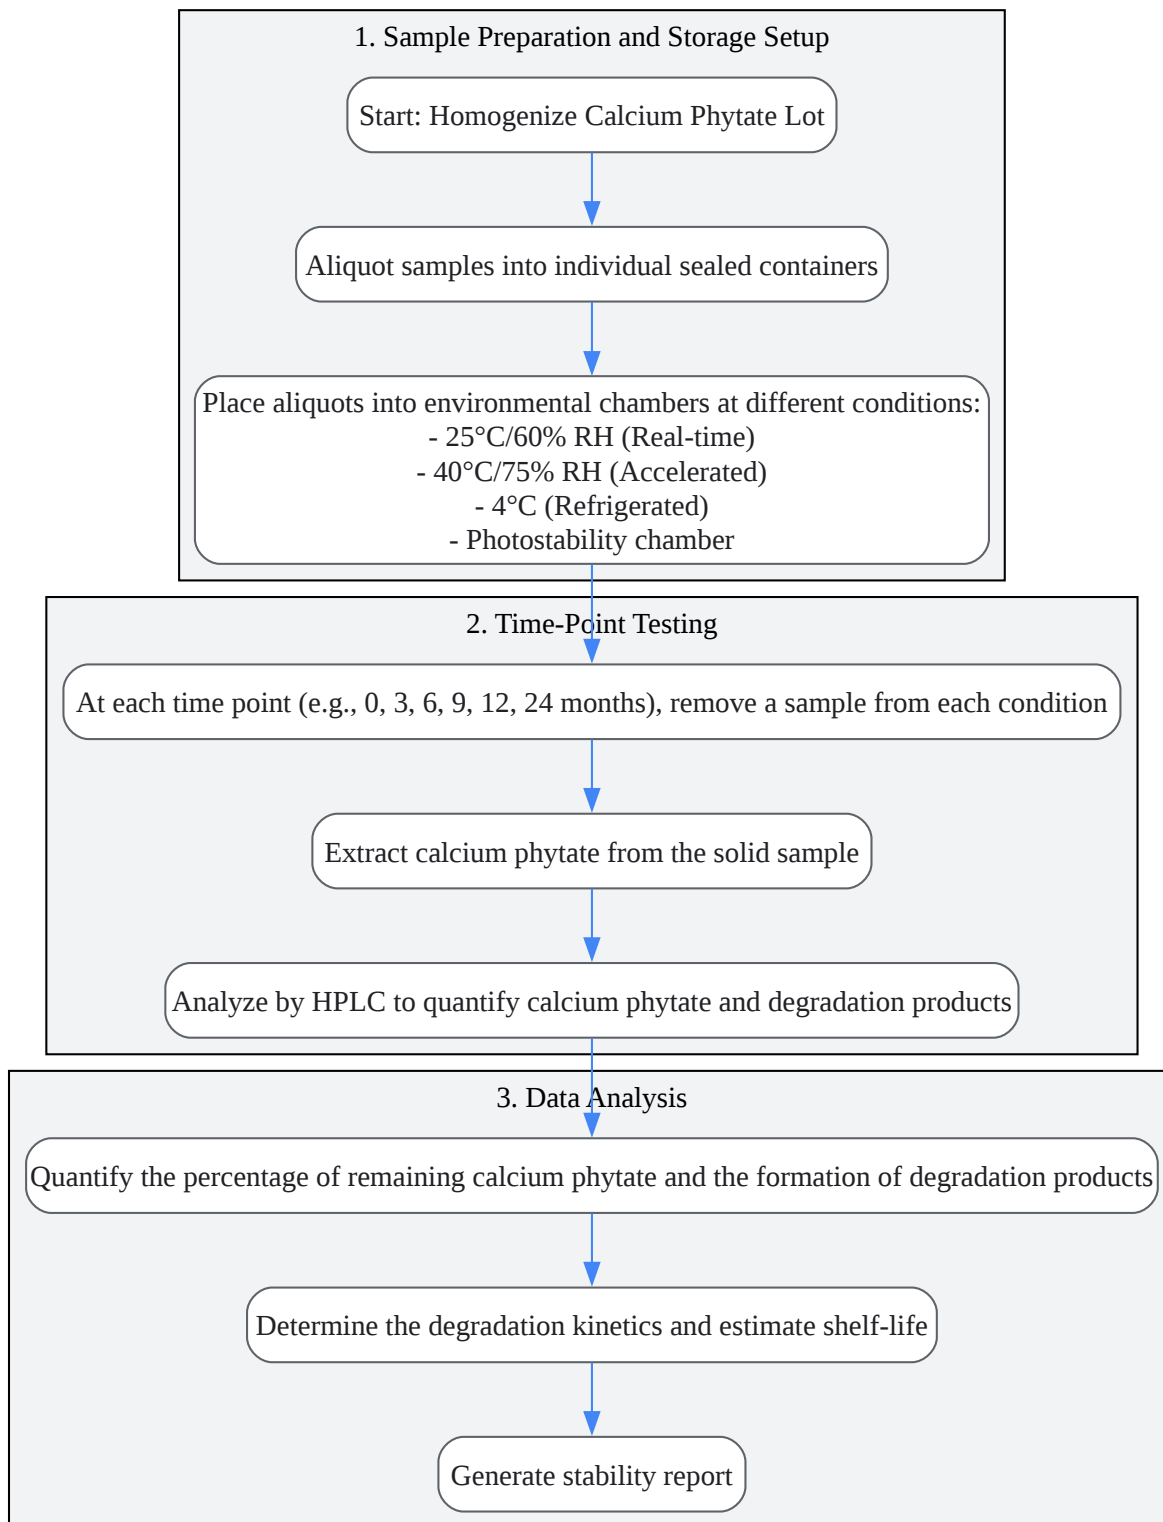 1. Sample Preparation and Storage Setup
Start: Homogenize Calcium Phytate Lot
Aliquot samples into individual sealed containers
Place aliquots into environmental chambers at different conditions:
- 25°C/60% RH (Real-time)
- 40°C/75% RH (Accelerated)
- 4°C (Refrigerated)
- Photostability chamber
2. Time-Point Testing
At each time point (e.g., 0, 3, 6, 9, 12, 24 months), remove a sample from each condition
Extract calcium phytate from the solid sample
Analyze by HPLC to quantify calcium phytate and degradation products
3. Data Analysis
Quantify the percentage of remaining calcium phytate and the formation of degradation products
Determine the degradation kinetics and estimate shelf-life
Generate stability report